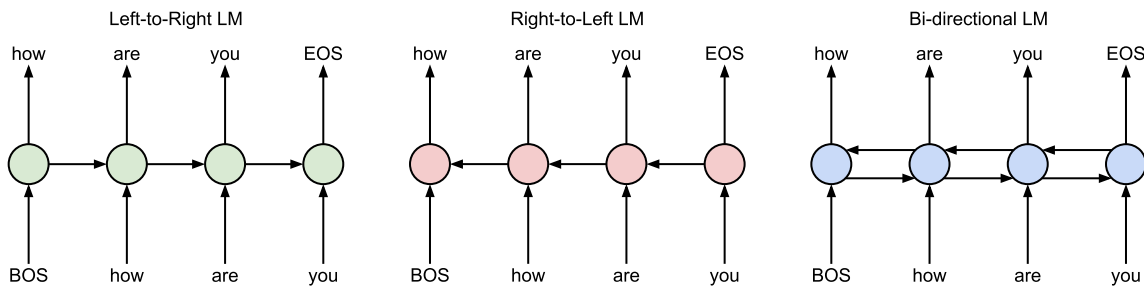 Left-to-Right LM Right-to-Left LM Bi-directional LM
how are you EOS how are you EOS how are you EOS
BOS how are you BOS how are you BOS how are you